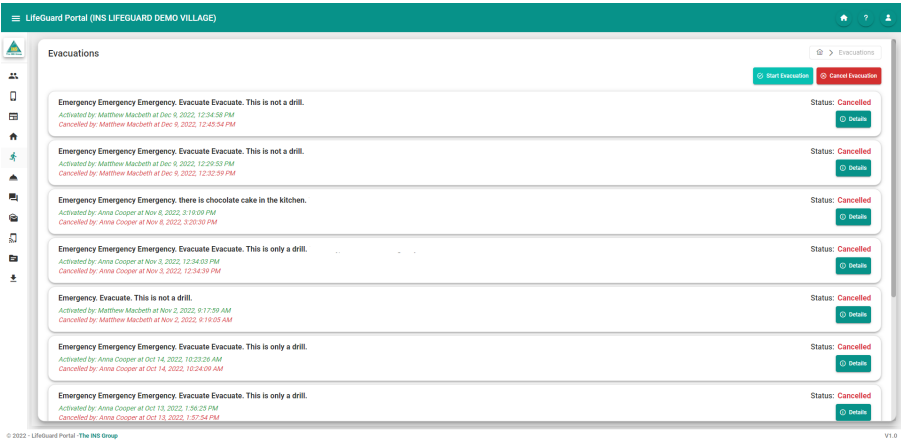 LifeGuard Portal (INS LIFEGUARD DEMO VILLAGE)
?
Evacuations
Evacuations
Start Evacuation
Cancel Evacuation
Emergency Emergency Emergency. Evacuate Evacuate. This is not a drill.
Status: Cancelled
Activated by: Matthew Macbeth at Dec 9, 2022, 12:34:58 PM
Cancelled by: Matthew Macbeth at Dec 9, 2022, 12:45:54 PM
Details
Emergency Emergency Emergency. Evacuate Evacuate. This is not a drill.
Status: Cancelled
Activated by: Matthew Macbeth at Dec 9, 2022, 12:29:53 PM
Cancelled by: Matthew Macbeth at Dec 9, 2022, 12:32:59 PM
Details
Emergency Emergency Emergency. there is chocolate cake in the kitchen.
Status: Cancelled
Activated by: Anna Cooper at Nov 8, 2022, 3:19:09 PM
Cancelled by: Anna Cooper at Nov 8, 2022, 3:20:30 PM
Details
Emergency Emergency Emergency. Evacuate Evacuate. This is only a drill.
Status: Cancelled
Activated by: Anna Cooper at Nov 3, 2022, 12:34:03 PM
Cancelled by: Anna Cooper at Nov 3, 2022, 12:34:39 PM
Details
Emergency. Evacuate. This is not a drill.
Status: Cancelled
Activated by: Matthew Macbeth at Nov 2, 2022, 9:17:59 AM
Cancelled by: Matthew Macbeth at Nov 2, 2022, 9:19:05 AM
Details
Emergency Emergency Emergency. Evacuate Evacuate. This is only a drill.
Status: Cancelled
Activated by: Anna Cooper at Oct 14, 2022, 10:23:26 AM
Cancelled by: Anna Cooper at Oct 14, 2022, 10:24:09 AM
Details
Emergency Emergency Emergency. Evacuate Evacuate. This is only a drill.
Status: Cancelled
Activated by: Anna Cooper at Oct 13, 2022, 1:56:25 PM
Cancelled by: Anna Cooper at Oct 13, 2022, 1:57:54 PM
Details
© 2022 - LifeGuard Portal -The INS Group
V1.0